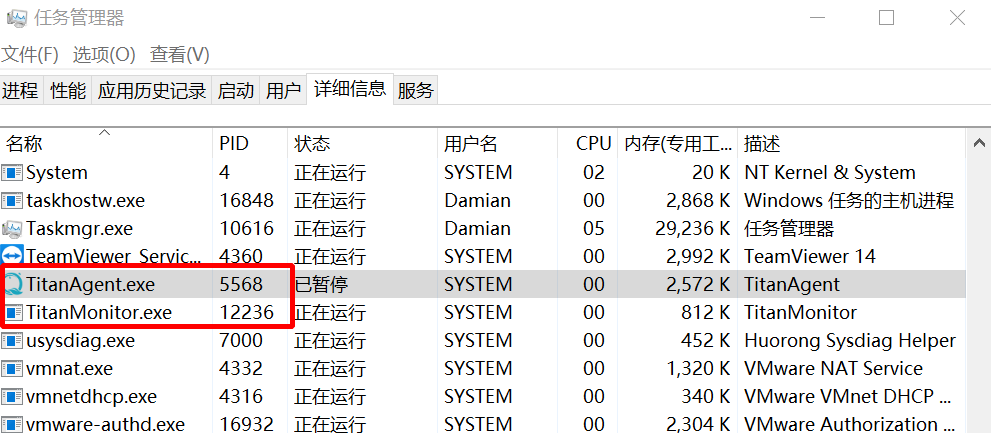 任务管理器
文件(F) 选项(O) 查看(V)
进程 性能 应用历史记录 启动 用户 详细信息 服务
名称 PID 状态 用户名 CPU 内存(专用工... 描述
System 4 正在运行 SYSTEM 02 20 K NT Kernel & System
taskhostw.exe 16848 正在运行 Damian 00 2,868 K Windows 任务的主机进程
Taskmgr.exe 10616 正在运行 Damian 05 29,236 K 任务管理器
TeamViewer_Servic... 4360 正在运行 SYSTEM 00 2,992 K TeamViewer 14
TitanAgent.exe 5568 已暂停 SYSTEM 00 2,572 K TitanAgent
TitanMonitor.exe 12236 正在运行 SYSTEM 00 812 K TitanMonitor
usysdiag.exe 7000 正在运行 SYSTEM 00 452 K Huorong Sysdiag Helper
vmnat.exe 4332 正在运行 SYSTEM 00 1,320 K VMware NAT Service
vmnetdhcp.exe 4316 正在运行 SYSTEM 00 340 K VMware VMnet DHCP ...
vmware-authd.exe 16932 正在运行 SYSTEM 00 2,304 K VMware Authorization ...